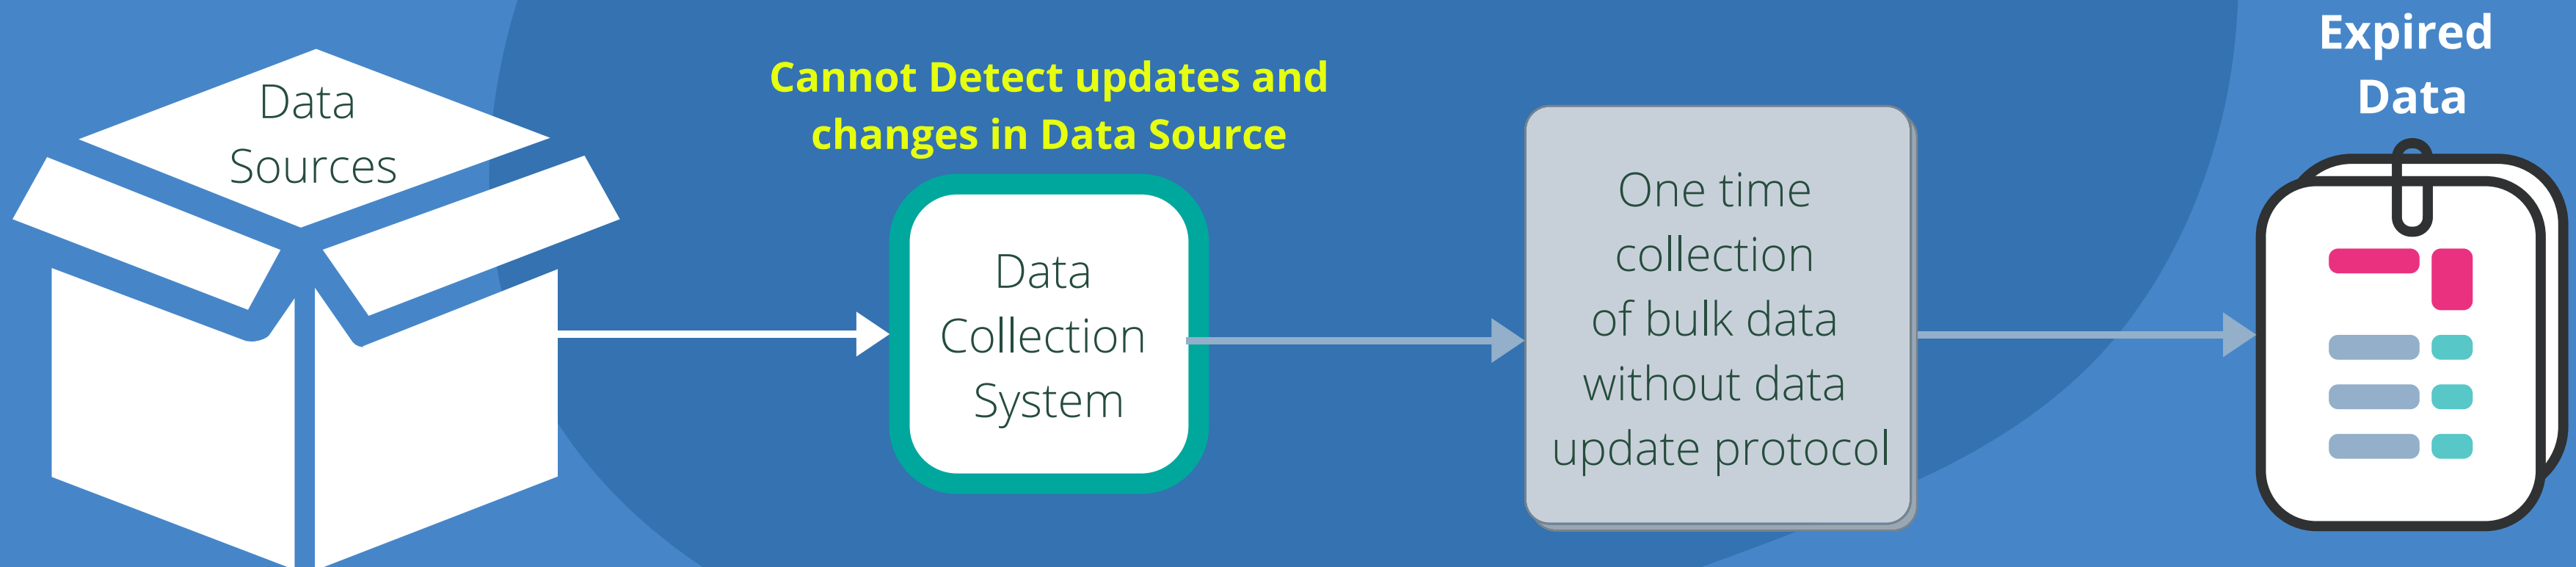 Data
Sources
Cannot Detect updates and
changes in Data Source
Data
Collection
System
One time
collection
of bulk data
without data
update protocol
Expired
Data